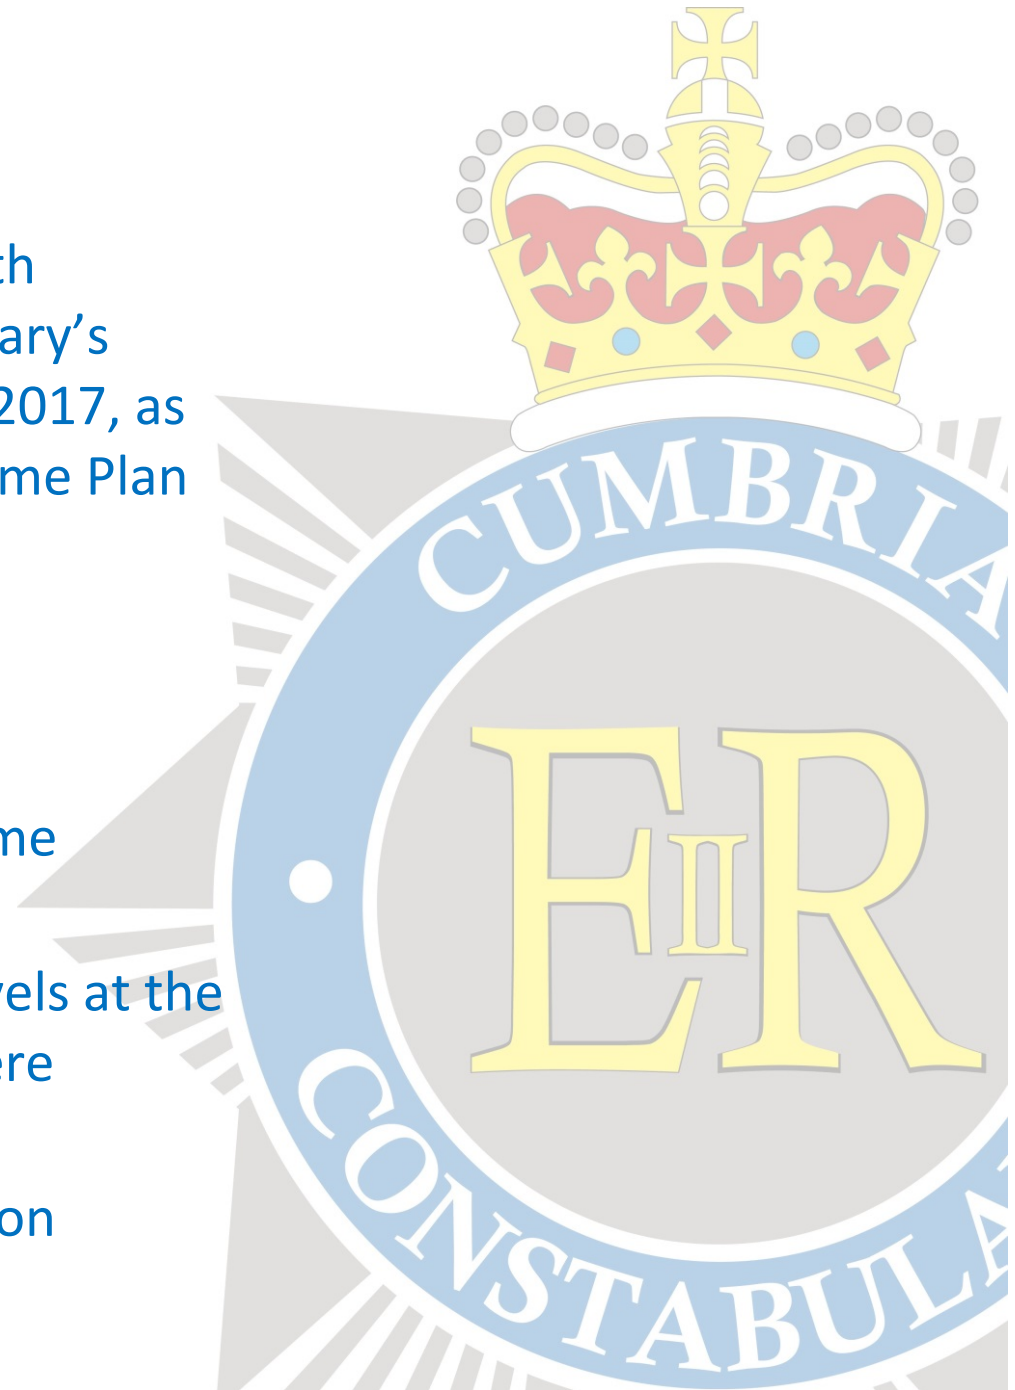 th
ary’s
2017, as
me Plan
me
vels at the
ere
on
CUMBRIA
EIIR
CONSTABULA